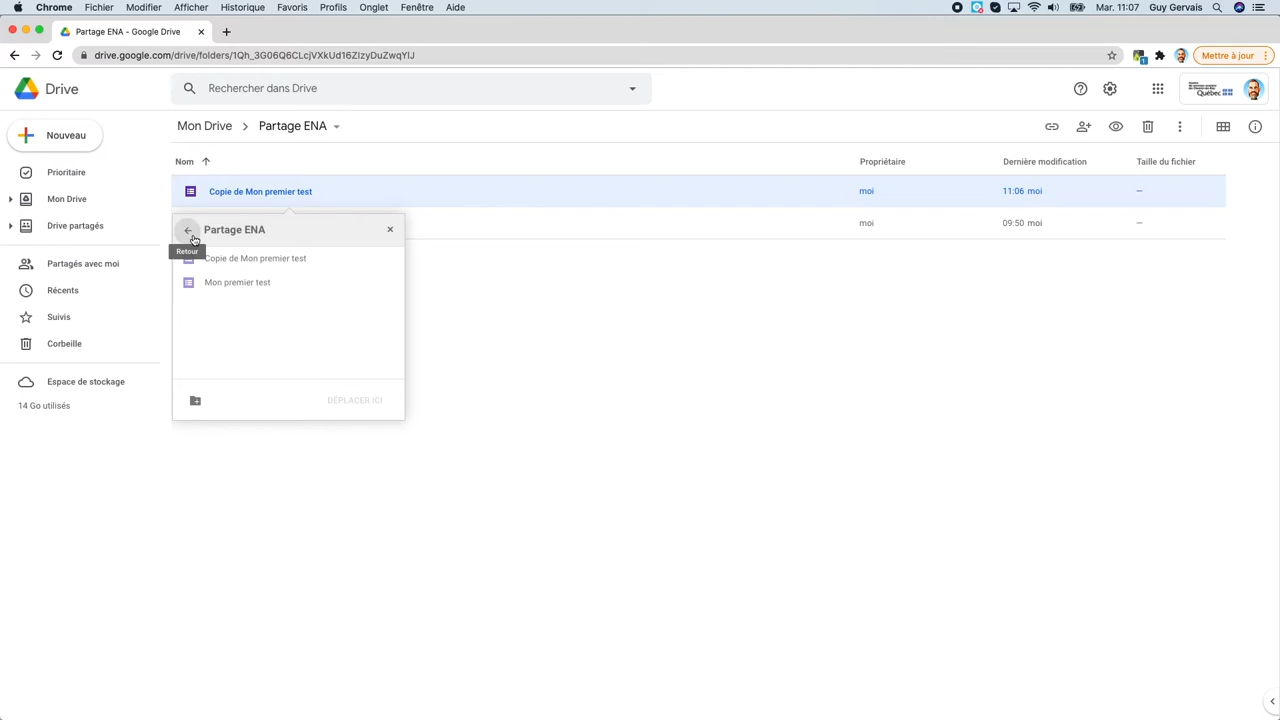 Chrome Fichier Modifier Afficher Historique Favoris Profils Onglet Fenêtre Aide Mar. 11:07 Guy Gervais
Partage ENA - Google Drive
drive.google.com/drive/folders/1Qh_3G06Q6CLcjVXkUd16ZIzyDuZwqYlJ 1 Mettre à jour
Drive Rechercher dans Drive Québec
Nouveau Mon Drive Partage ENA
Nom Propriétaire Dernière modification Taille du fichier
Prioritaire
Copie de Mon premier test moi 11:06 moi —
Mon Drive
Drive partagés moi 09:50 moi —
Partage ENA
Retour
Partagés avec moi Copie de Mon premier test
Récents Mon premier test
Suivis
Corbeille
Espace de stockage
14 Go utilisés DÉPLACER ICI